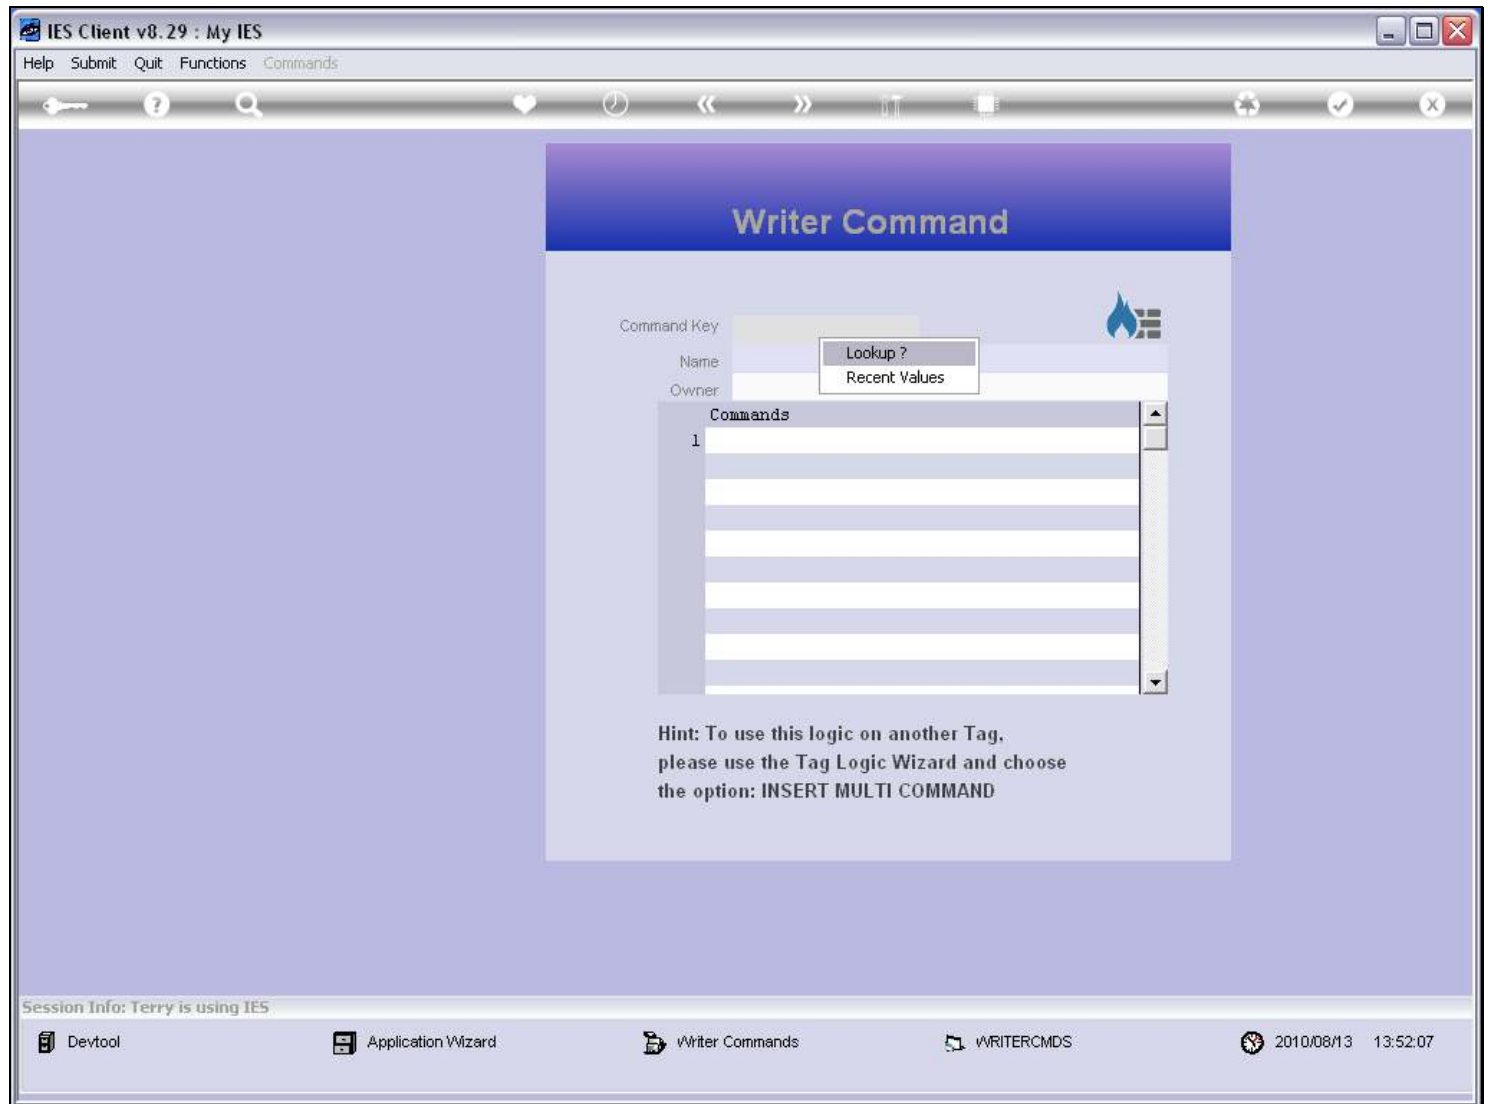 IES Client v8.29 : My IES
Help Submit Quit Functions Commands
Writer Command
Command Key
Lookup ?
Name
Recent Values
Owner
Commands
1
Hint: To use this logic on another Tag,
please use the Tag Logic Wizard and choose
the option: INSERT MULTI COMMAND
Session Info: Terry is using IES
Devtool Application Wizard Writer Commands WRITERCMDS 2010/08/13 13:52:07